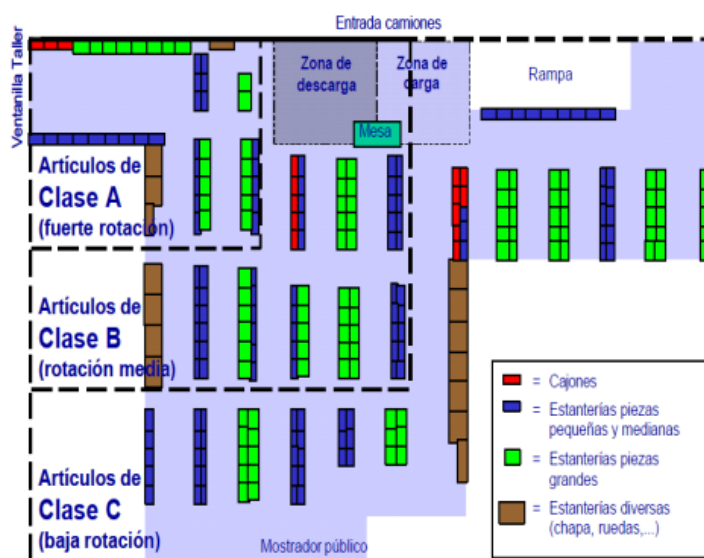 Entrada camiones
Ventanilla Taller
Zona de
descarga
Zona de
carga
Rampa
Mesa
Artículos de
Clase A
(fuerte rotación)
Artículos de
Clase B
(rotación media)
Artículos de
Clase C
(baja rotación)
Mostrador público
= Cajones
= Estanterías piezas
pequeñas y medianas
= Estanterías piezas
grandes
= Estanterías diversas
(chapa, ruedas,...)